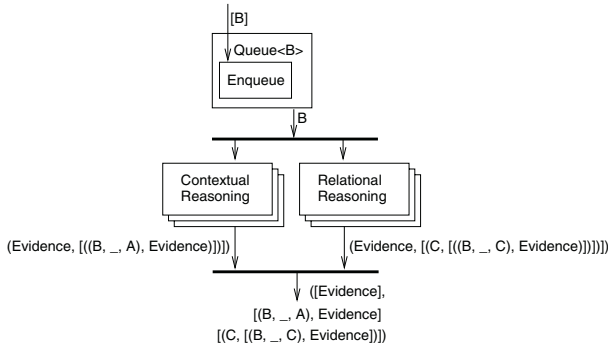 [B]
Queue<B>
Enqueue
B
Contextual
Reasoning
Relational
Reasoning
(Evidence, [((B, _, A), Evidence)])])
(Evidence, [(C, [((B, _, C), Evidence)])])])
([Evidence],
[(B, _, A), Evidence]
[(C, [(B, _, C), Evidence])])